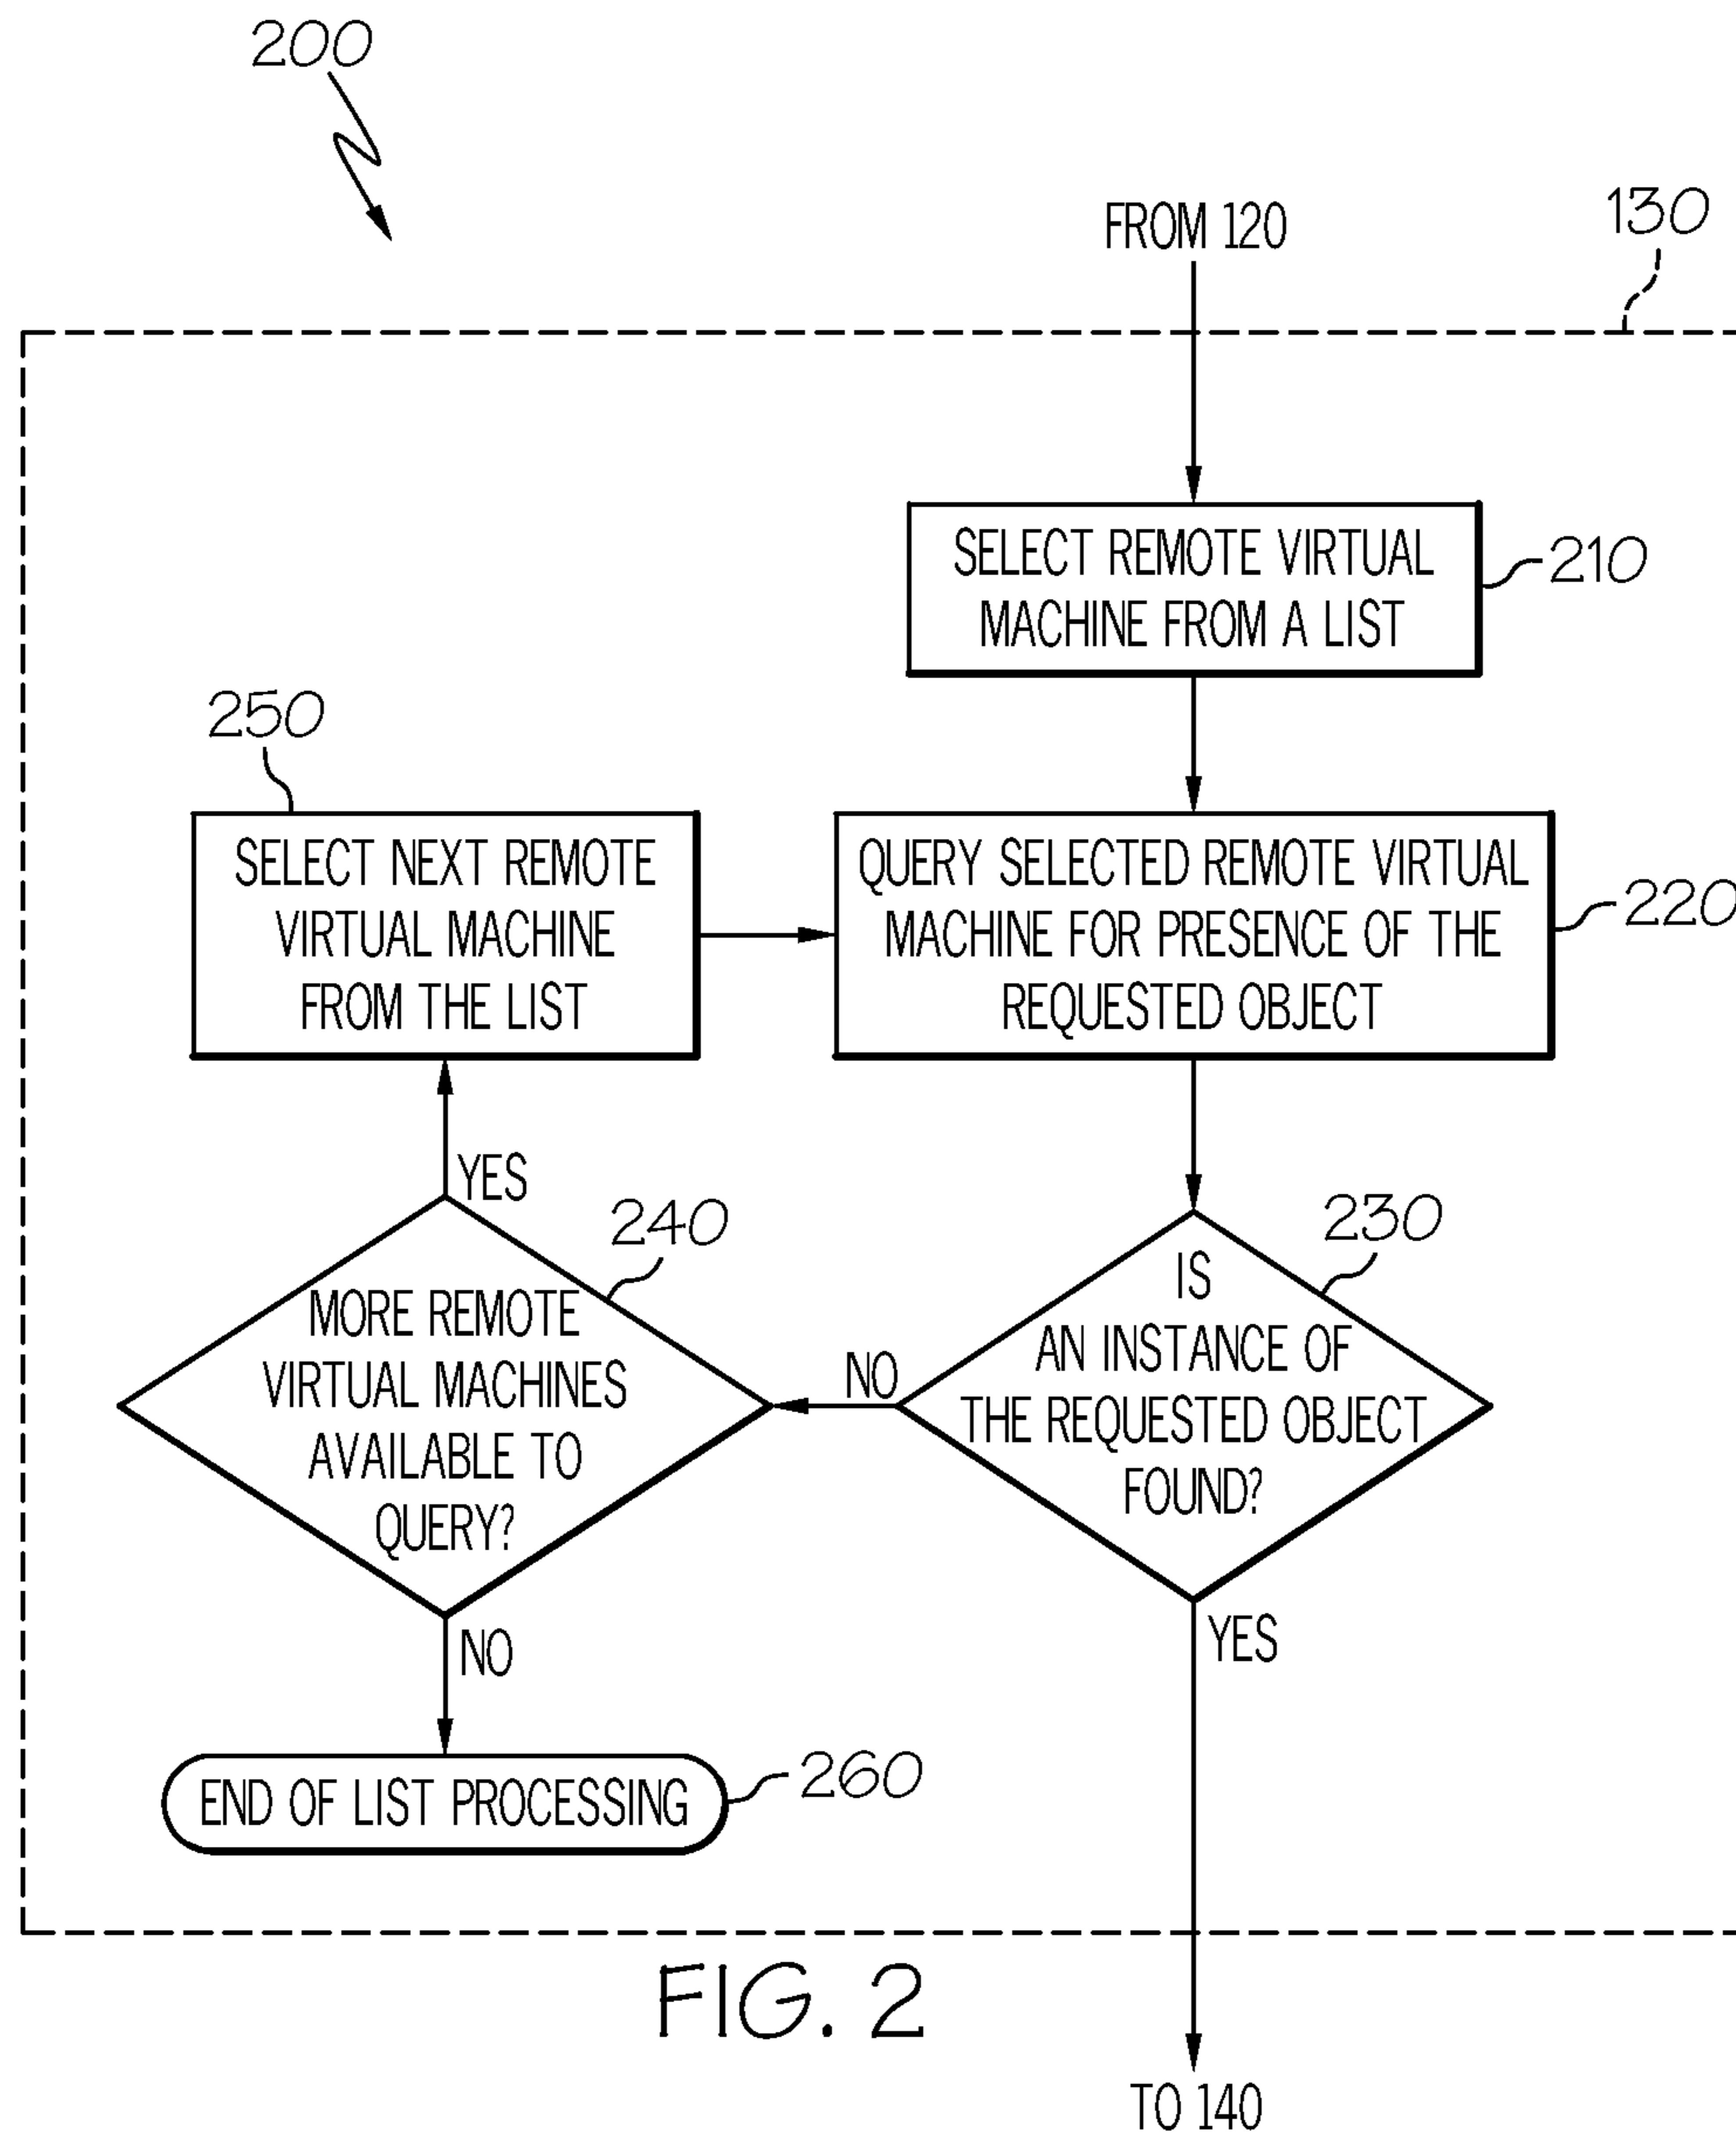 200
FROM 120
130
SELECT REMOTE VIRTUAL
MACHINE FROM A LIST
210
250
SELECT NEXT REMOTE
VIRTUAL MACHINE
FROM THE LIST
QUERY SELECTED REMOTE VIRTUAL
MACHINE FOR PRESENCE OF THE
REQUESTED OBJECT
220
YES
240
MORE REMOTE
VIRTUAL MACHINES
AVAILABLE TO
QUERY?
NO
230
IS
AN INSTANCE OF
THE REQUESTED OBJECT
FOUND?
NO
YES
END OF LIST PROCESSING
260
FIG. 2
TO 140